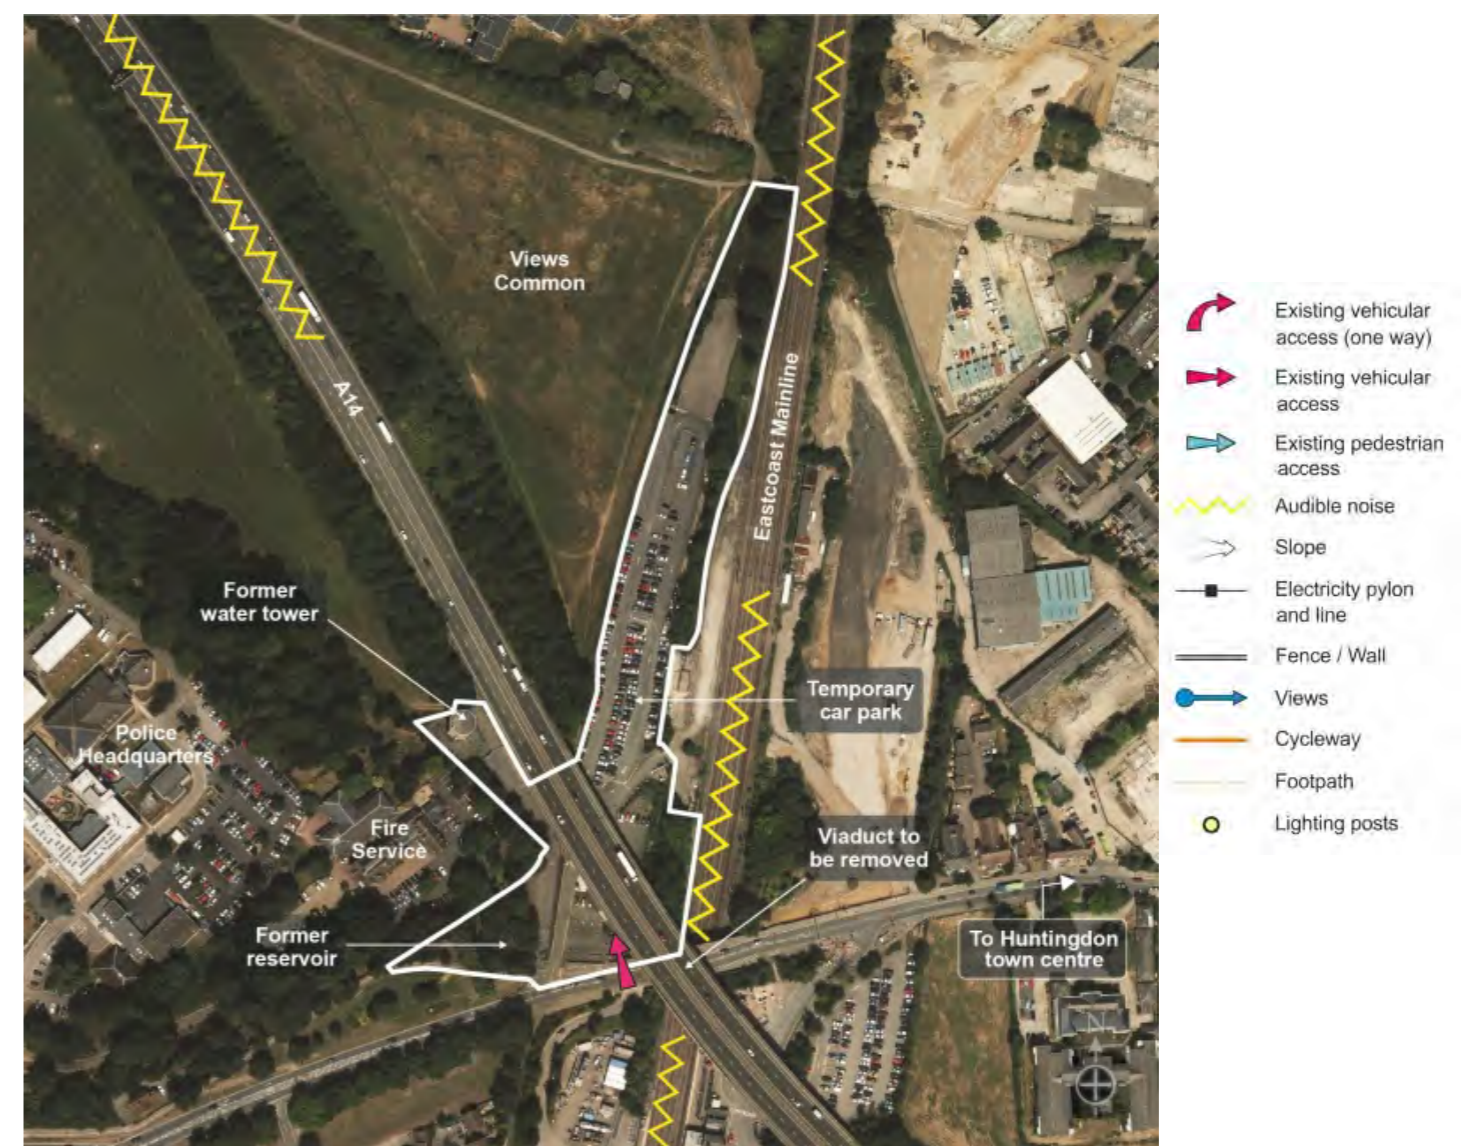 Views
Common
A14
Eastcoast Mainline
Former
water tower
Temporary
car park
Police
Headquarters
Fire
Service
Viaduct to
be removed
Former
reservoir
To Huntingdon
town centre
Existing vehicular
access (one way)
Existing vehicular
access
Existing pedestrian
access
Audible noise
Slope
Electricity pylon
and line
Fence / Wall
Views
Cycleway
Footpath
Lighting posts